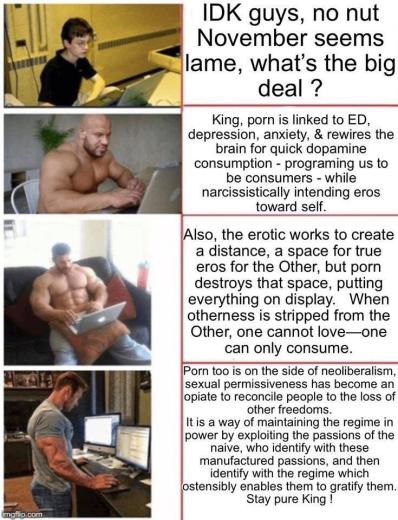 IDK guys, no nut
November seems
lame, what's the big
deal ?
King, porn is linked to ED,
depression, anxiety, & rewires the
brain for quick dopamine
consumption - programing us to
be consumers - while
narcissistically intending eros
toward self.
Also, the erotic works to create
a distance, a space for true
eros for the Other, but porn
destroys that space, putting
everything on display. When
otherness is stripped from the
Other, one cannot love—one
can only consume.
Porn too is on the side of neoliberalism,
sexual permissiveness has become an
opiate to reconcile people to the loss of
other freedoms.
It is a way of maintaining the regime in
power by exploiting the passions of the
naive, who identify with these
manufactured passions, and then
identify with the regime which
ostensibly enables them to gratify them.
Stay pure King !
imgflip.com